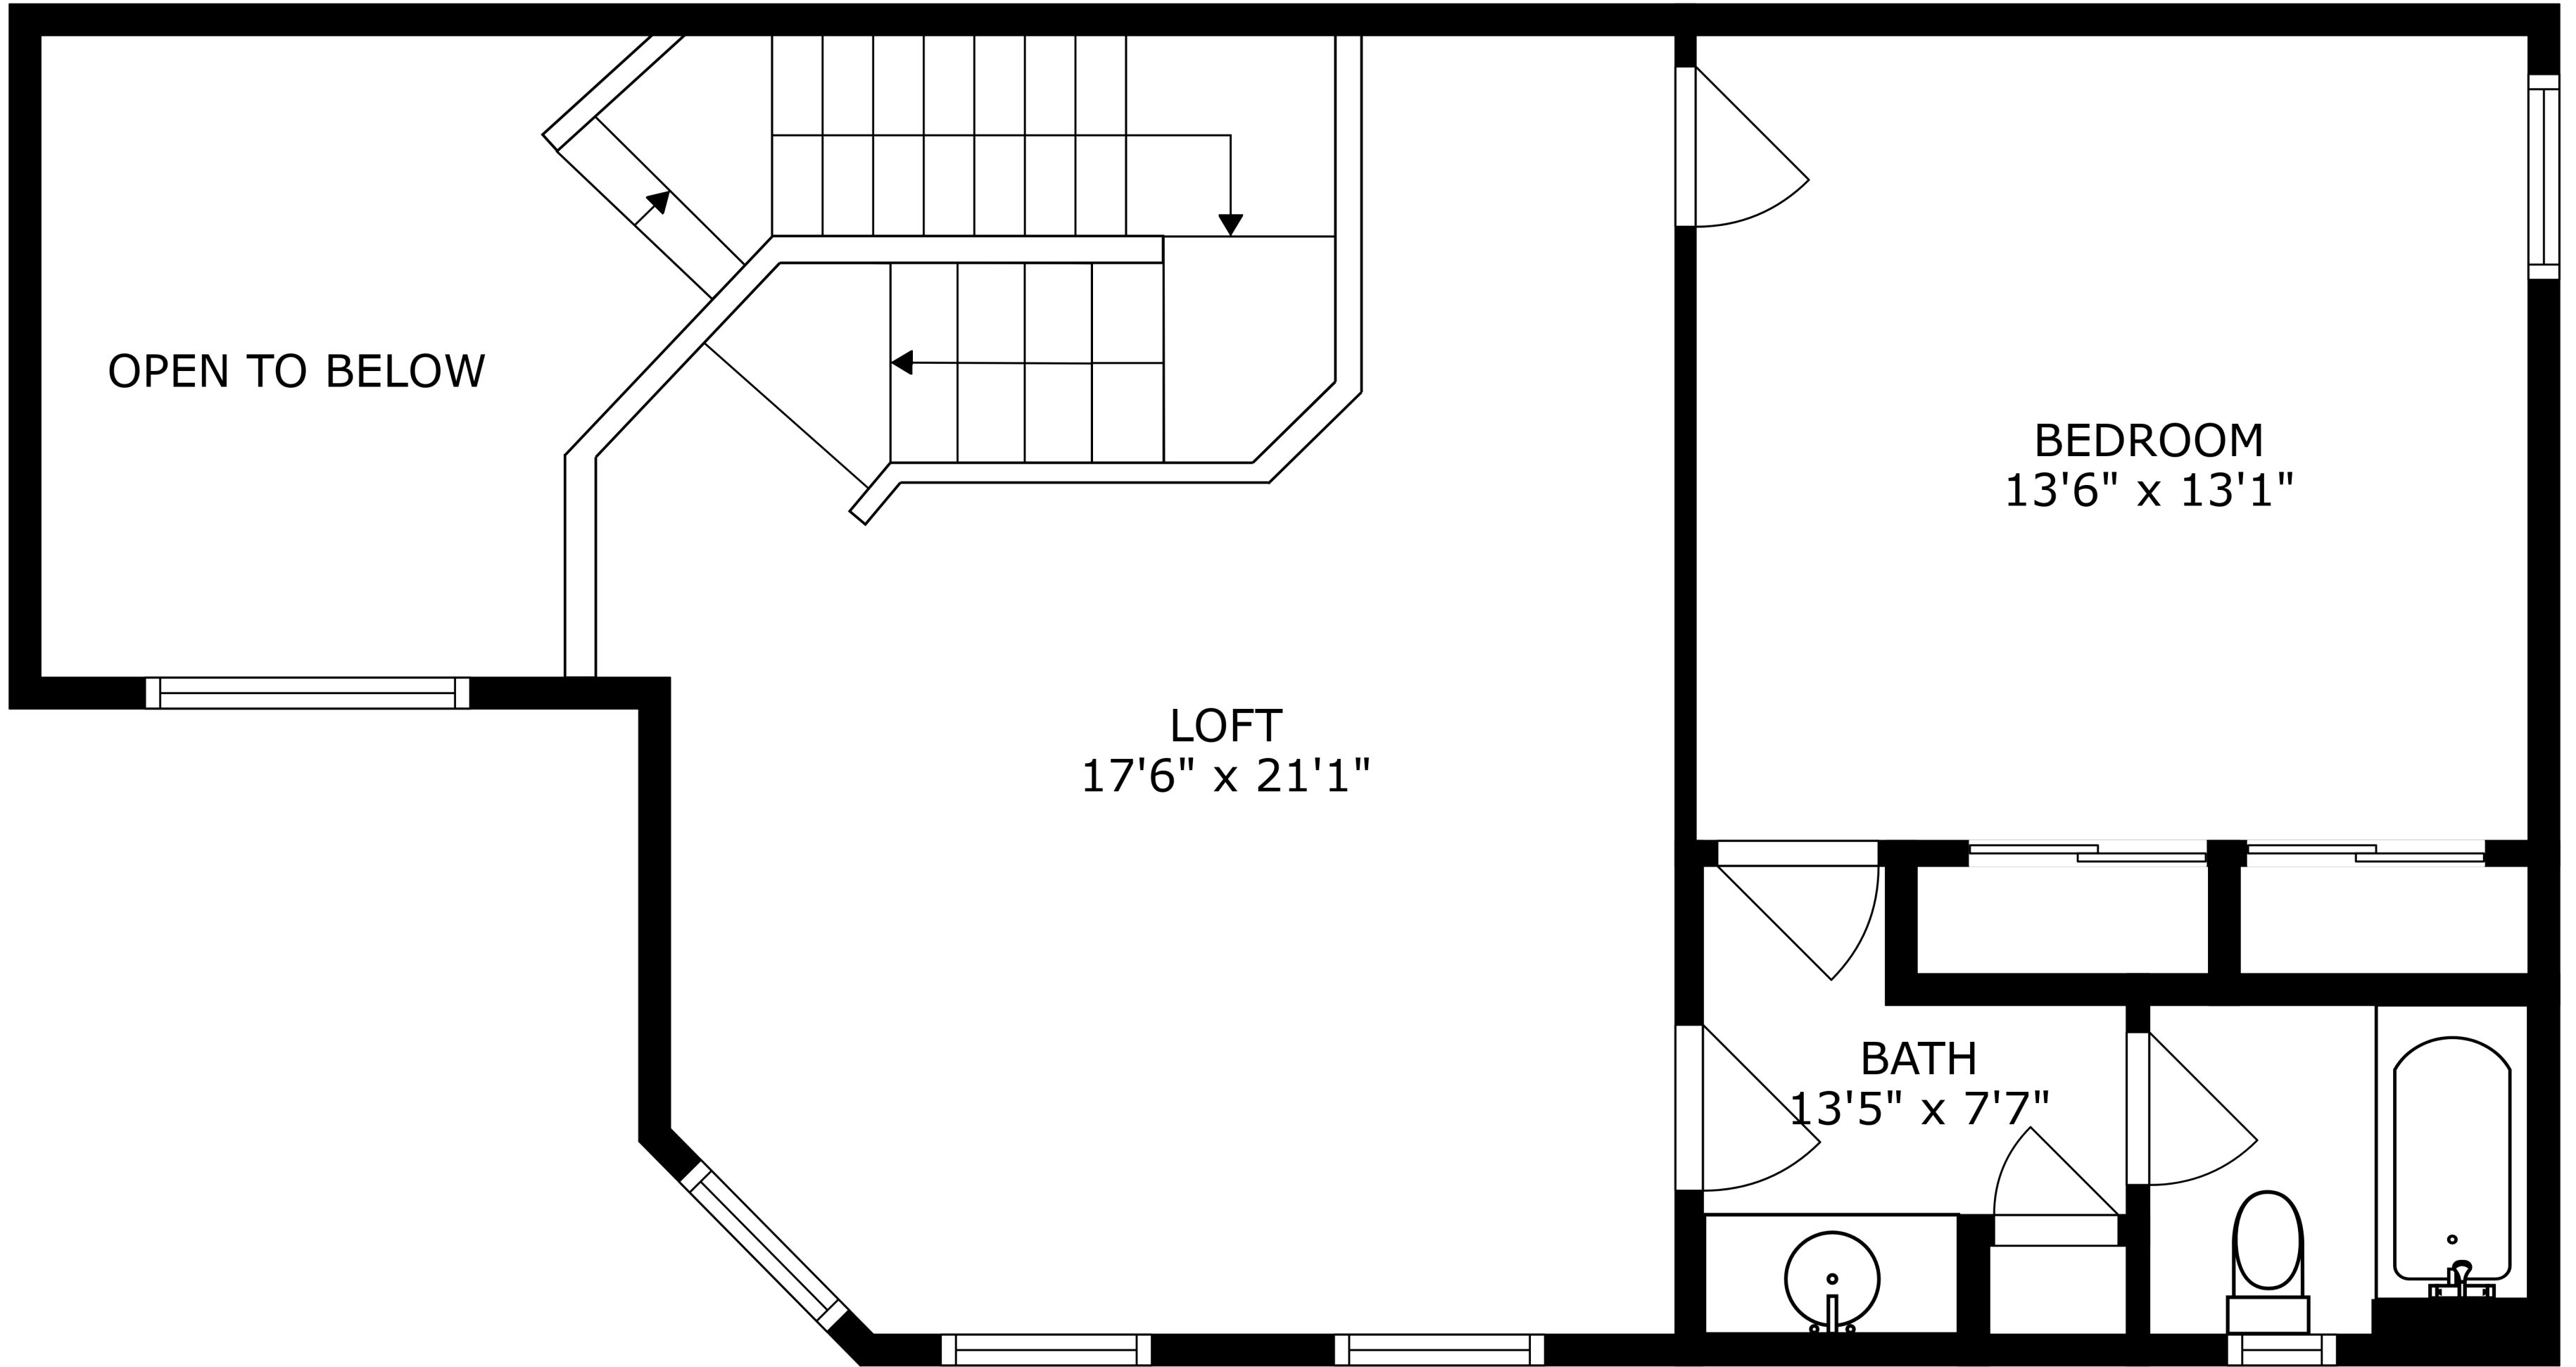 OPEN TO BELOW
BEDROOM
13'6" x 13'1"
LOFT
17'6" x 21'1"
BATH
13'5" x 7'7"